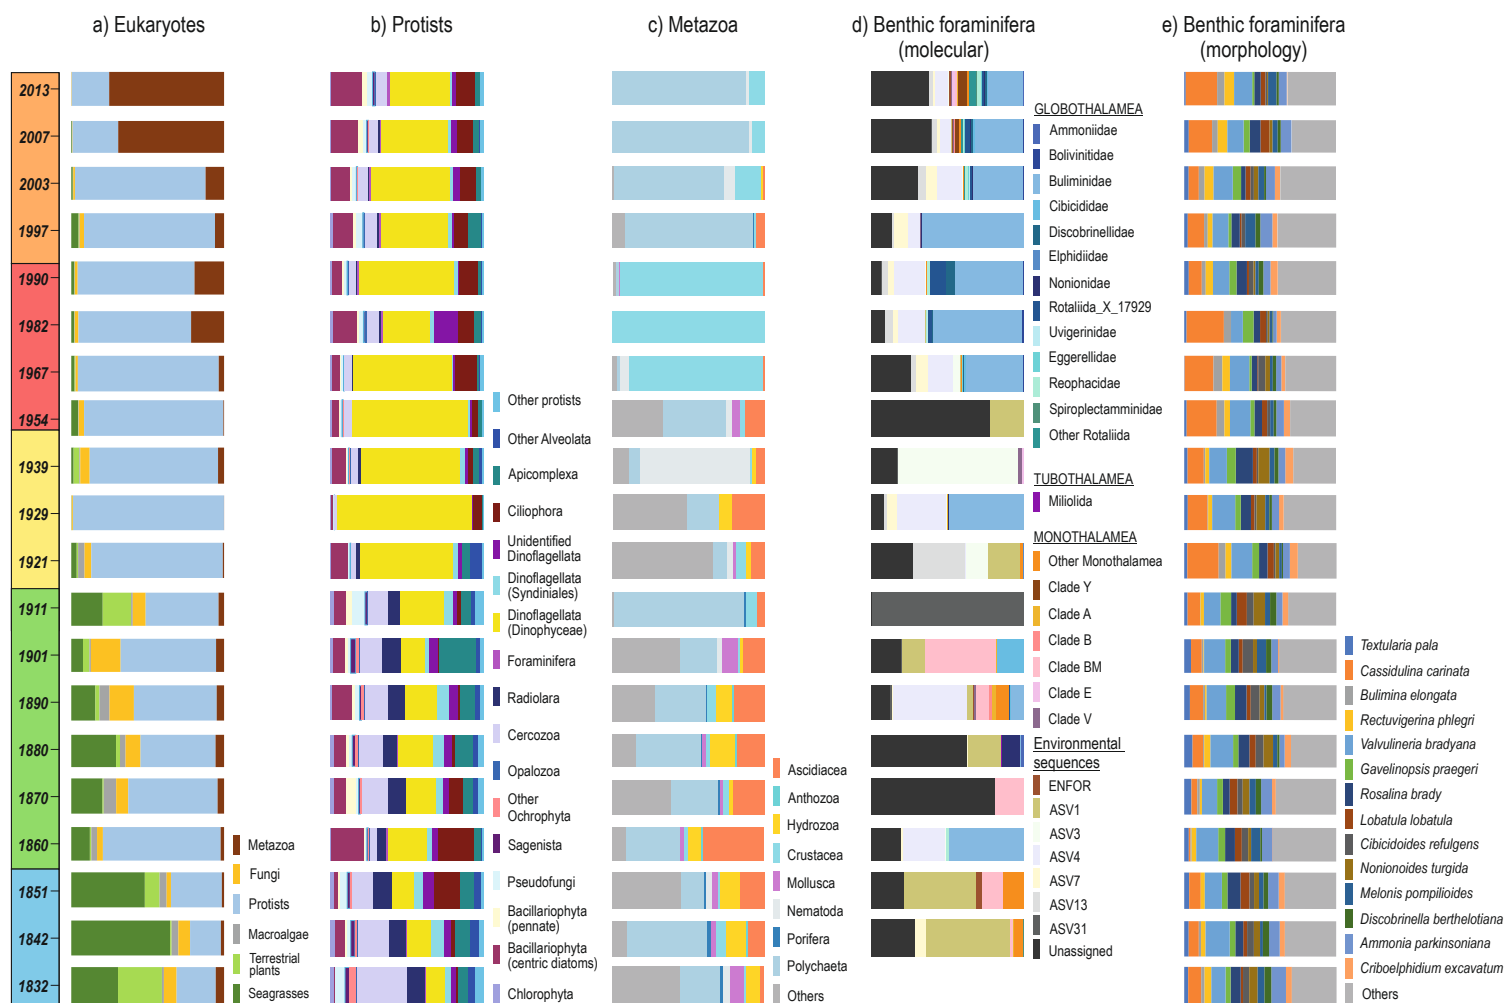 a) Eukaryotes
b) Protists
c) Metazoa
d) Benthic foraminifera
(molecular)
e) Benthic foraminifera
(morphology)
2013
2007
2003
1997
1990
1982
1967
1954
1939
1929
1921
1911
1901
1890
1880
1870
1860
1851
1842
1832
Metazoa
Fungi
Protists
Macroalgae
Terrestrial
plants
Seagrasses
Other protists
Other Alveolata
Apicomplexa
Ciliophora
Unidentified
Dinoflagellata
Dinoflagellata
(Syndiniales)
Dinoflagellata
(Dinophyceae)
Foraminifera
Radiolara
Cercozoa
Opalozoa
Other
Ochrophyta
Sagenista
Pseudofungi
Bacillariophyta
(pennate)
Bacillariophyta
(centric diatoms)
Chlorophyta
Ascidiacea
Anthozoa
Hydrozoa
Crustacea
Mollusca
Nematoda
Porifera
Polychaeta
Others
GLOBOTHALAMEA
Ammoniidae
Bolivinitidae
Buliminidae
Cibicididae
Discobrinellidae
Elphidiidae
Nonionidae
Rotaliida_X_17929
Uvigerinidae
Eggerellidae
Reophacidae
Spiroplectamminidae
Other Rotaliida
TUBOTHALAMEA
Miliolida
MONOTHALAMEA
Other Monothalamea
Clade Y
Clade A
Clade B
Clade BM
Clade E
Clade V
Environmental
sequences
ENFOR
ASV1
ASV3
ASV4
ASV7
ASV13
ASV31
Unassigned
Textularia pala
Cassidulina carinata
Bulimina elongata
Rectuvigerina phlegri
Valvulineria bradyana
Gavelinopsis praegeri
Rosalina brady
Lobatula lobatula
Cibicidoides refulgens
Nonionoides turgida
Melonis pompilioides
Discobrinella berthelotiana
Ammonia parkinsoniana
Criboelphidium excavatum
Others